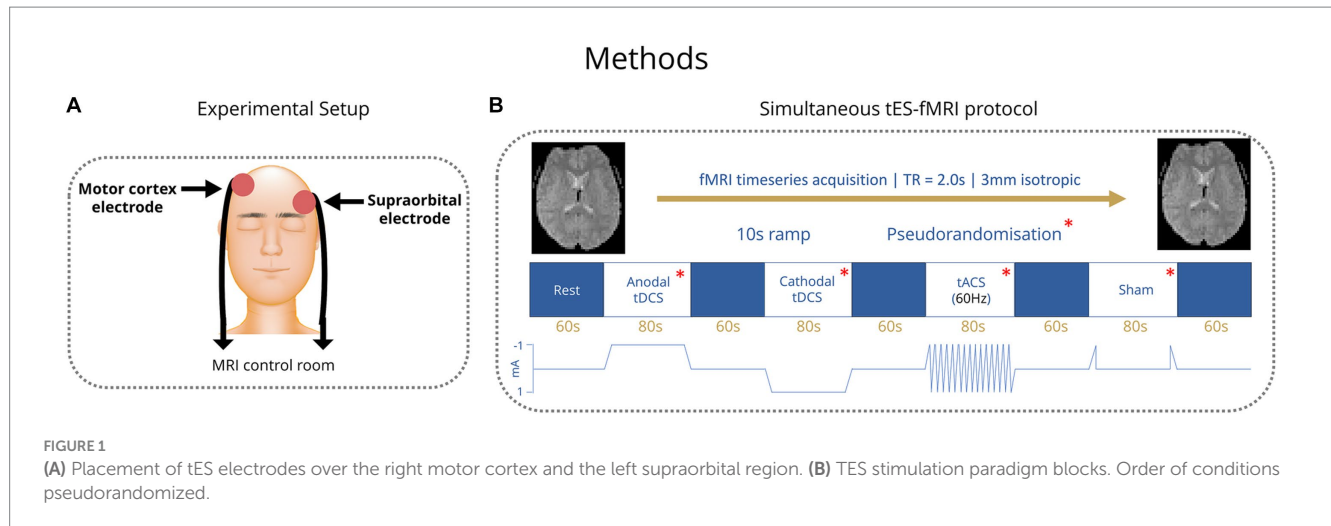 Methods
A
Experimental Setup
Motor cortex
electrode
Supraorbital
electrode
MRI control room
B
Simultaneous tES-fMRI protocol
fMRI timeseries acquisition | TR = 2.0s | 3mm isotropic
10s ramp
Pseudorandomisation *
Rest
Anodal
tDCS
*
Cathodal
tDCS
*
tACS
(60Hz)
*
Sham
*
60s 80s 60s 80s 60s 80s 60s 80s 60s
-1
mA
1
FIGURE 1
(A) Placement of tES electrodes over the right motor cortex and the left supraorbital region. (B) TES stimulation paradigm blocks. Order of conditions
pseudorandomized.